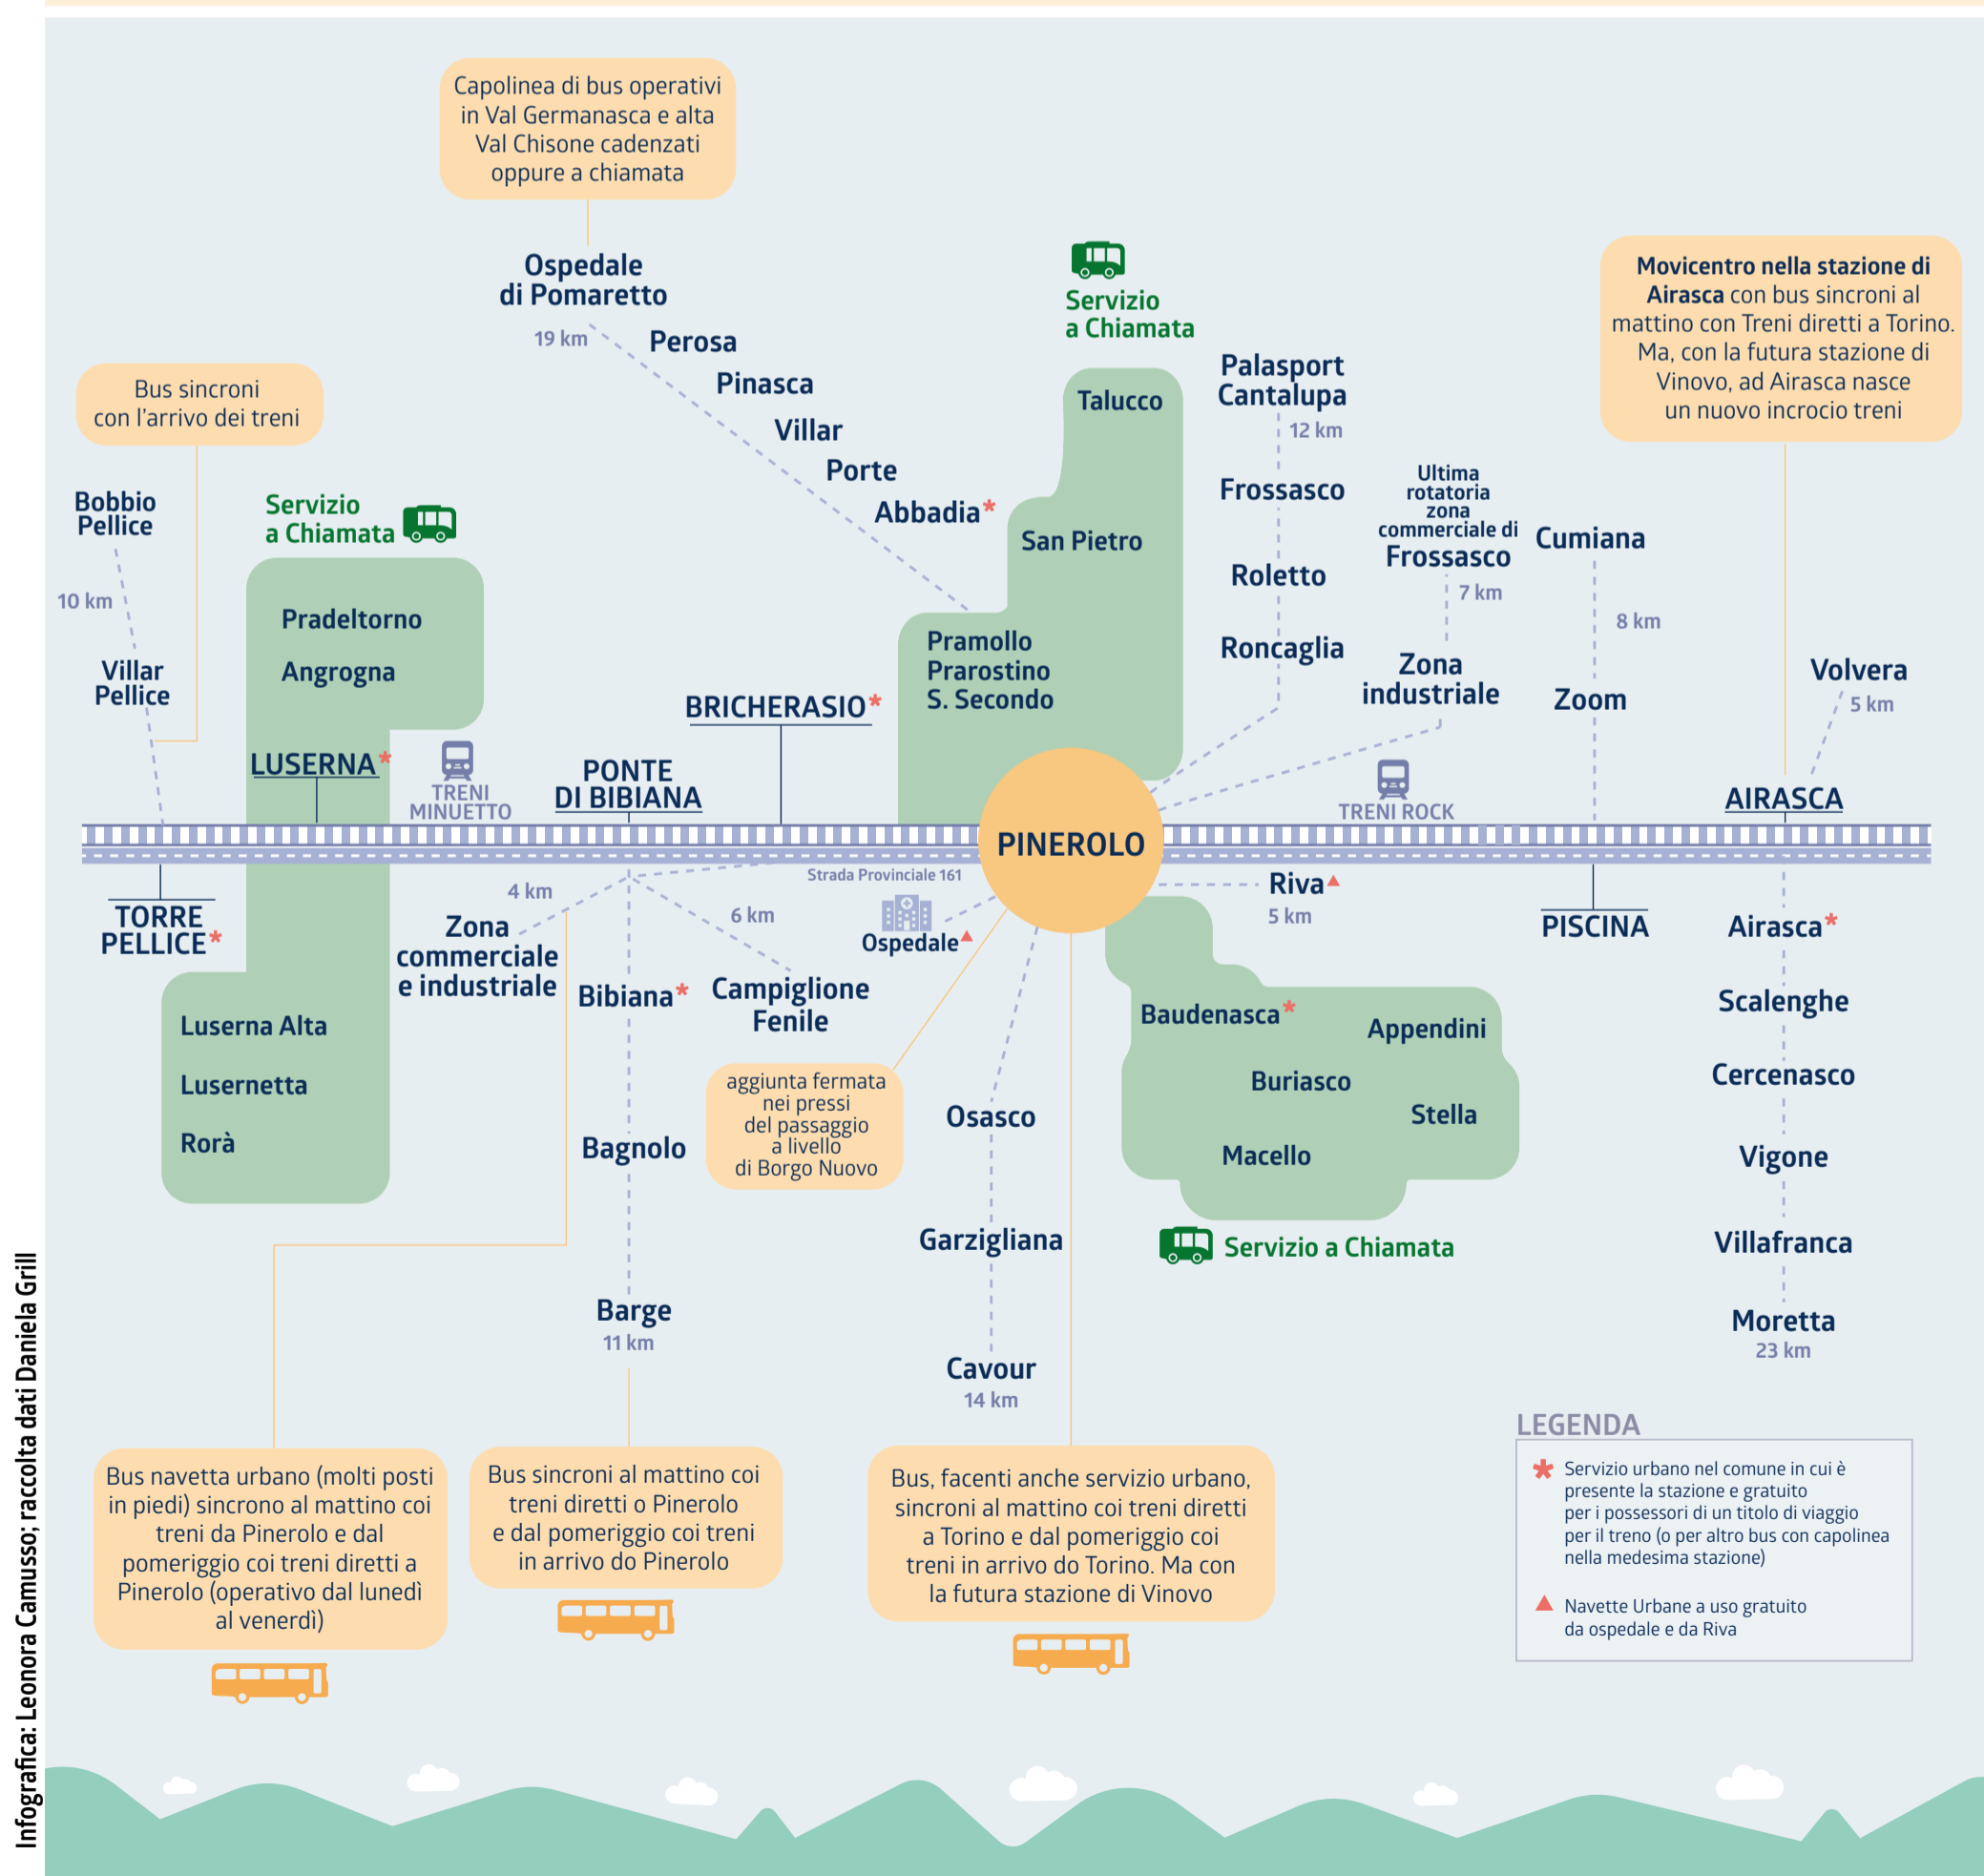 Capolinea di bus operativi
in Val Germanasca e alta
Val Chisone cadenzati
oppure a chiamata
Ospedale
di Pomaretto
19 km
Perosa
Pinasca
Villar
Porte
Abbadia*
Servizio
a Chiamata
Talucco
San Pietro
Pramollo
Prarostino
S. Secondo
Palasport
Cantalupa
12 km
Frossasco
Roletto
Roncaglia
Ultima
rotatoria
zona
commerciale di
Frossasco
7 km
Zona
industriale
Cumiana
8 km
Zoom
Movicentro nella stazione di
Airasca con bus sincroni al
mattino con Treni diretti a Torino.
Ma, con la futura stazione di
Vinovo, ad Airasca nasce
un nuovo incrocio treni
Volvera
5 km
Bus sincroni
con l'arrivo dei treni
Bobbio
Pellice
10 km
Villar
Pellice
Servizio
a Chiamata
Pradeltorno
Angrogna
LUSERNA*
TRENI
MINUETTO
PONTE
DI BIBIANA
BRICHERASIO*
PINEROLO
TRENI ROCK
AIRASCA
Strada Provinciale 161
TORRE
PELLICE*
Luserna Alta
Lusernetta
Rorà
4 km
Zona
commerciale
e industriale
6 km
Bibiana*
Campiglione
Fenile
Bagnolo
Barge
11 km
Ospedale▲
aggiunta fermata
nei pressi
del passaggio
a livello
di Borgo Nuovo
Osasco
Garzigliana
Cavour
14 km
Riva▲
5 km
Baudenasca*
Appendini
Buriasco
Stella
Macello
Servizio a Chiamata
PISCINA
Airasca*
Scalenghe
Cercenasco
Vigone
Villafranca
Moretta
23 km
Bus navetta urbano (molti posti
in piedi) sincrono al mattino coi
treni da Pinerolo e dal
pomeriggio coi treni diretti a
Pinerolo (operativo dal lunedì
al venerdì)
Bus sincroni al mattino coi
treni diretti o Pinerolo
e dal pomeriggio coi treni
in arrivo do Pinerolo
Bus, facenti anche servizio urbano,
sincroni al mattino coi treni diretti
a Torino e dal pomeriggio coi
treni in arrivo do Torino. Ma con
la futura stazione di Vinovo
LEGENDA
* Servizio urbano nel comune in cui è
presente la stazione e gratuito
per i possessori di un titolo di viaggio
per il treno (o per altro bus con capolinea
nella medesima stazione)
▲ Navette Urbane a uso gratuito
da ospedale e da Riva
Infografica: Leonora Camusso; raccolta dati Daniela Grill